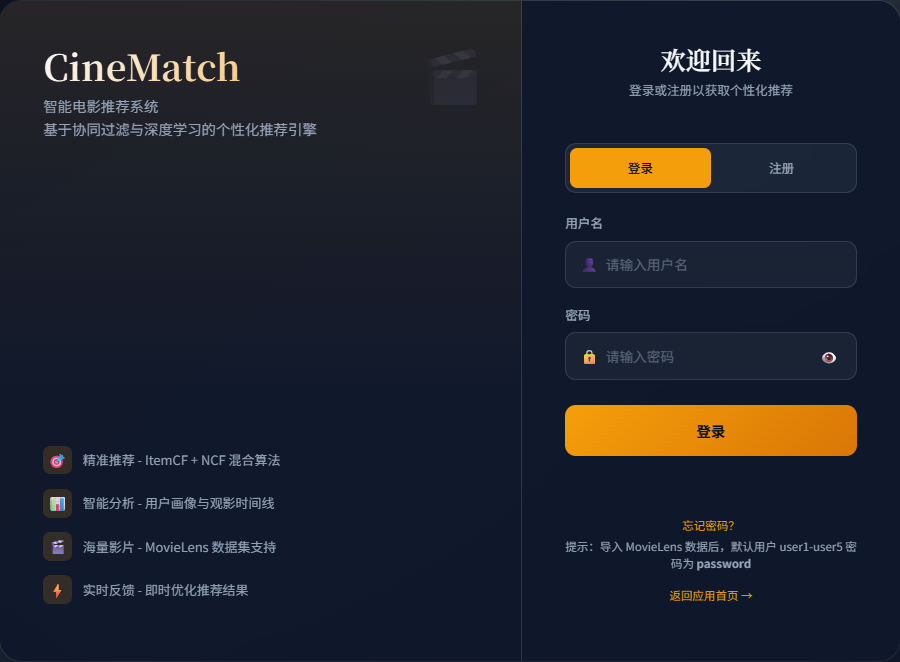 CineMatch
智能电影推荐系统
基于协同过滤与深度学习的个性化推荐引擎
精准推荐 - ItemCF + NCF 混合算法
智能分析 - 用户画像与观影时间线
海量影片 - MovieLens 数据集支持
实时反馈 - 即时优化推荐结果
欢迎回来
登录或注册以获取个性化推荐
登录
注册
用户名
请输入用户名
密码
请输入密码
登录
忘记密码？
提示：导入 MovieLens 数据后，默认用户 user1-user5 密
码为 password
返回应用首页 →